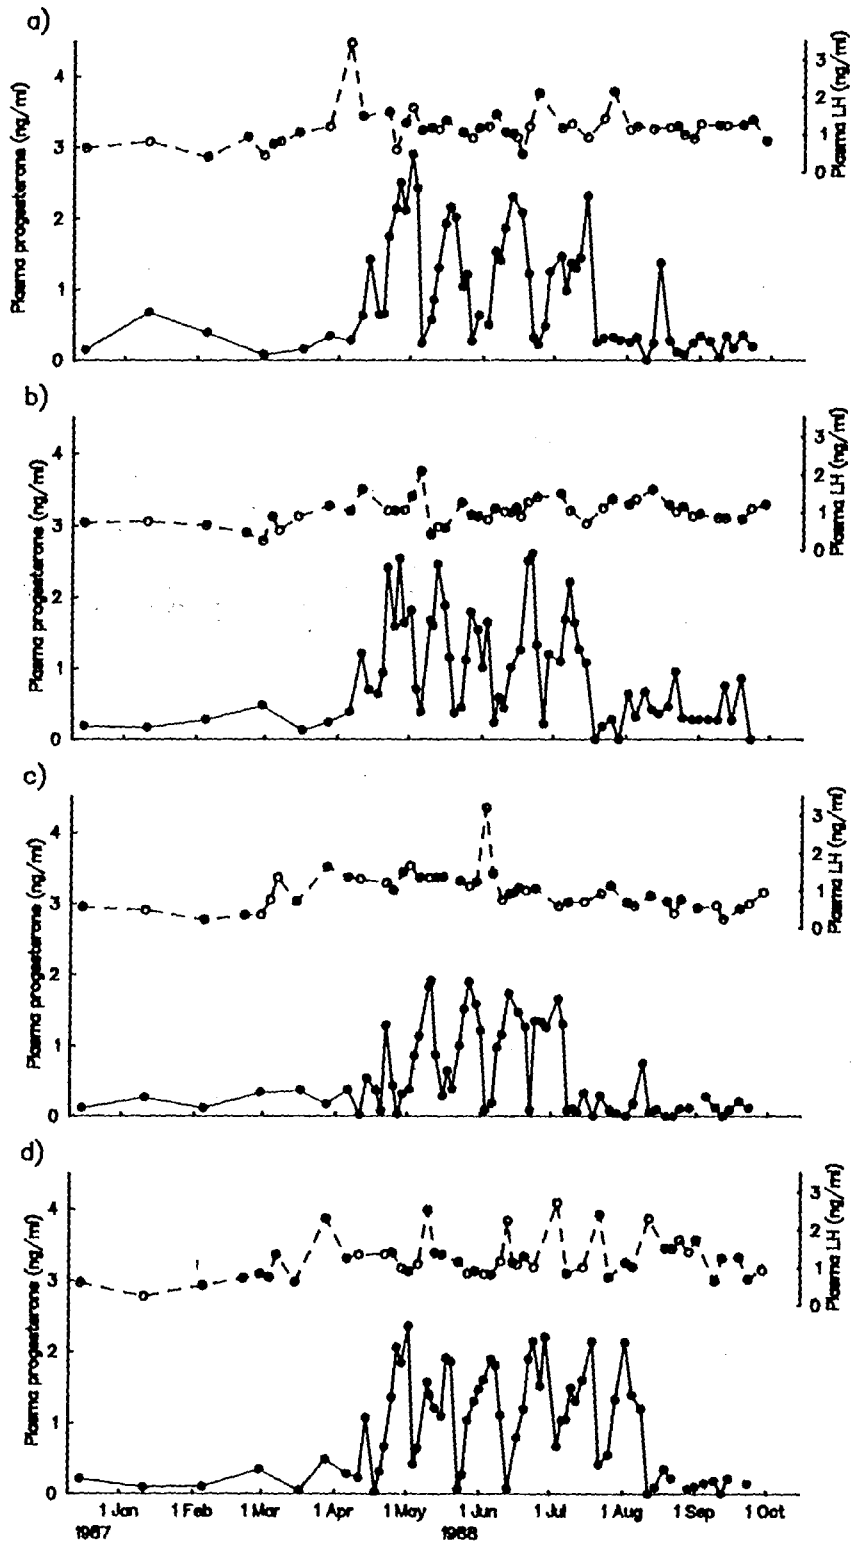 a)
Plasma progesterone (ng/ml)
4
3
2
1
0
3
2
1
0
Plasma LH (ng/ml)
b)
Plasma progesterone (ng/ml)
4
3
2
1
0
3
2
1
0
Plasma LH (ng/ml)
c)
Plasma progesterone (ng/ml)
4
3
2
1
0
3
2
1
0
Plasma LH (ng/ml)
d)
Plasma progesterone (ng/ml)
4
3
2
1
0
3
2
1
0
Plasma LH (ng/ml)
1 Jan 1 Feb 1 Mar 1 Apr 1 May 1 Jun 1 Jul 1 Aug 1 Sep 1 Oct
1987 1988